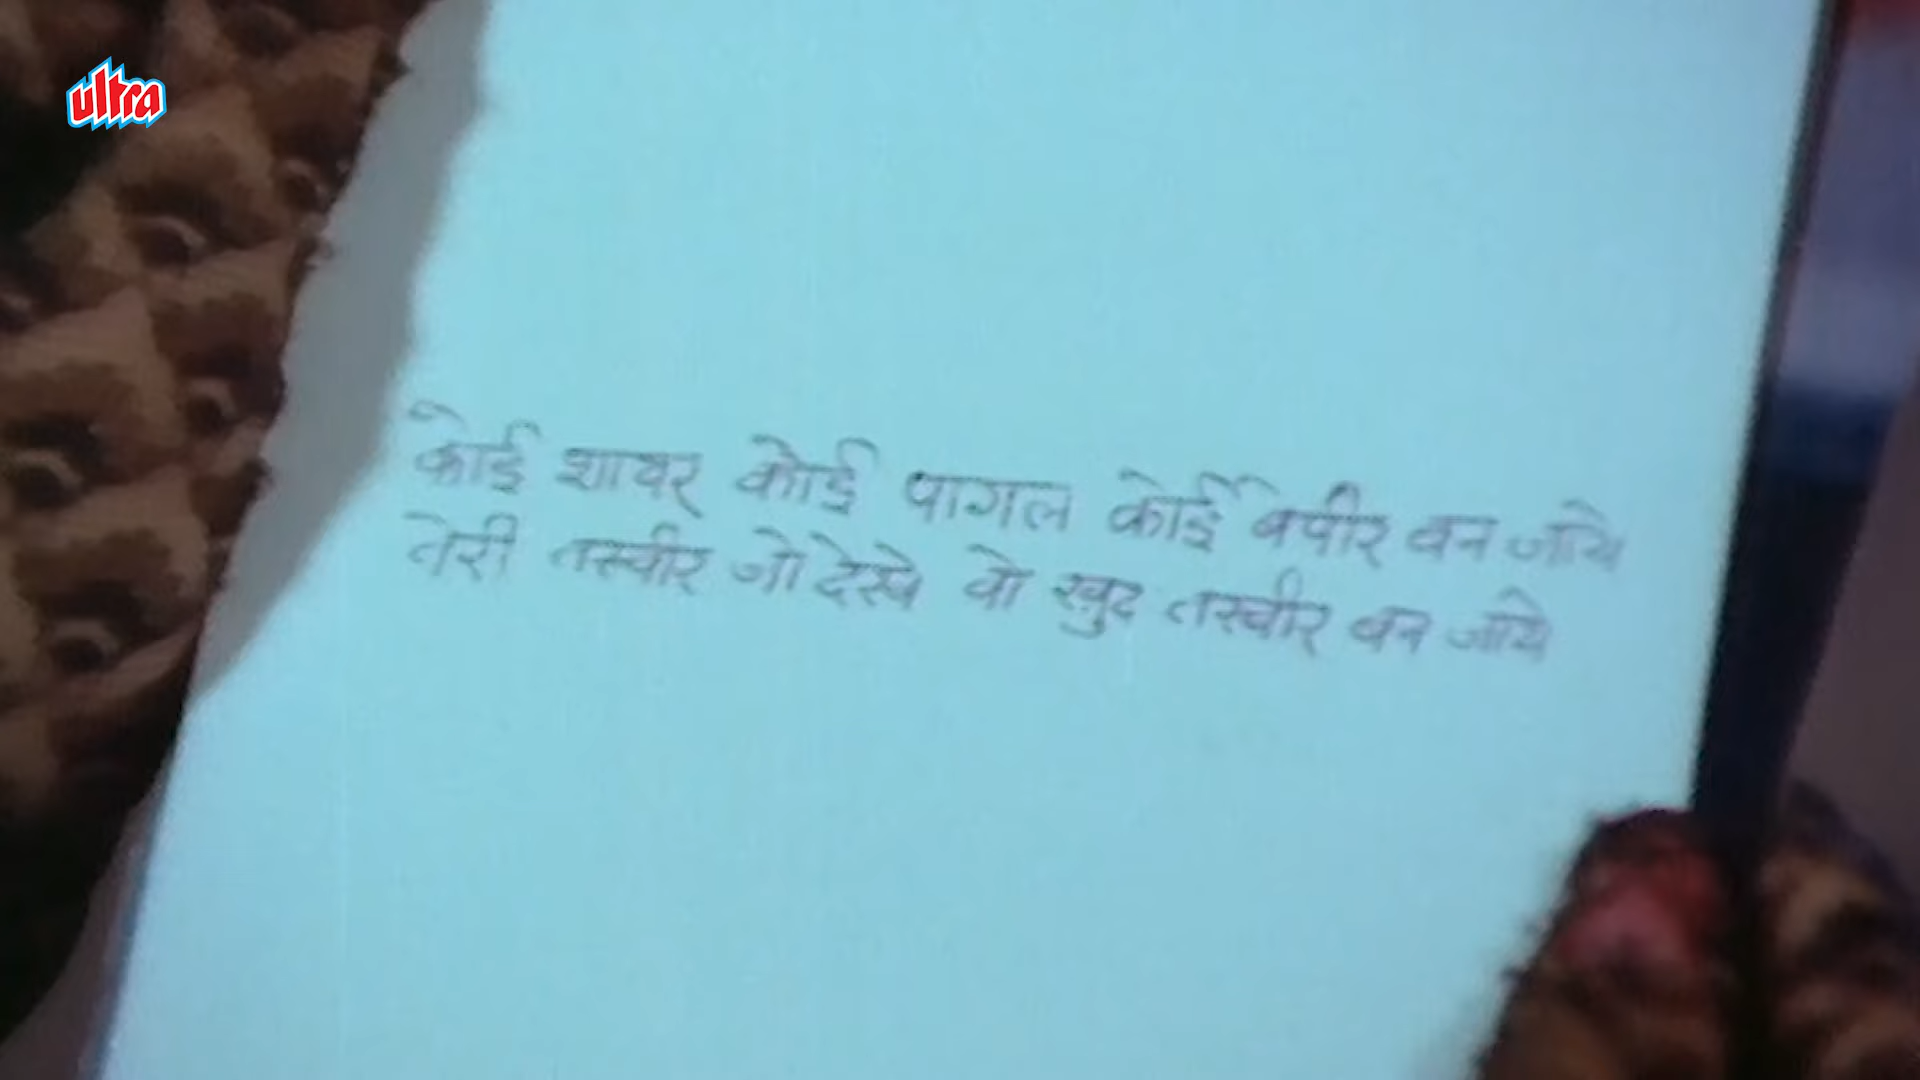 ultra
कोई शायर कोई पागल कोई बन जाये
तेरी तस्वीर जो देखे वो खुद तस्वीर बन जाये